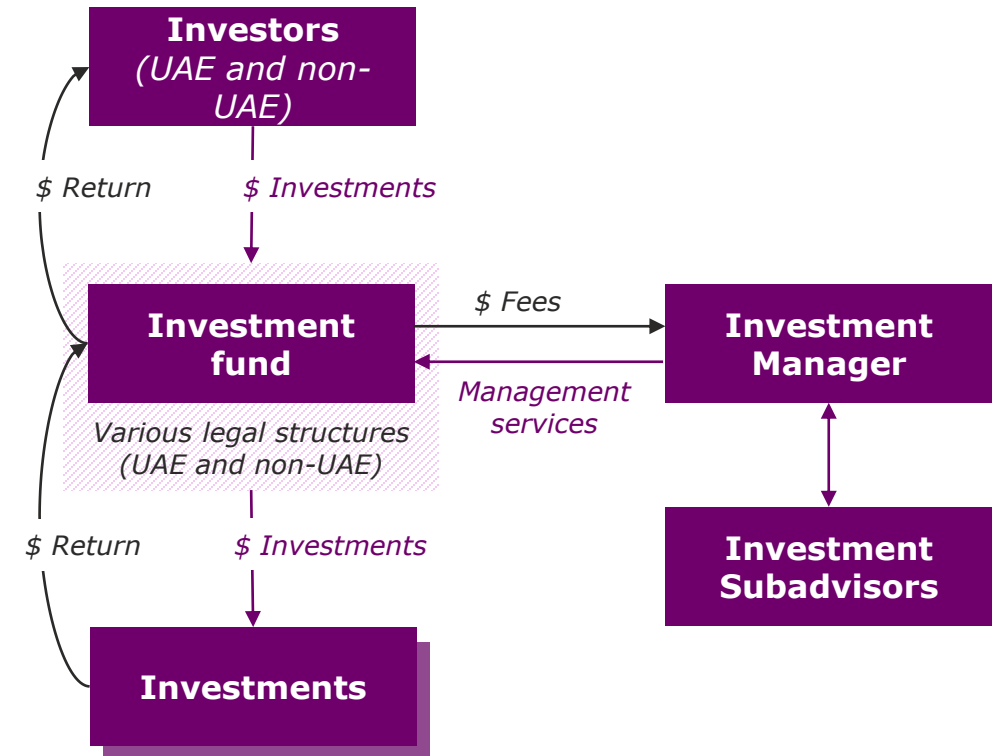 Investors
(UAE and non-
UAE)
$ Return
$ Investments
Investment
fund
$ Fees
Management
services
Investment
Manager
Various legal structures
(UAE and non-UAE)
$ Return
$ Investments
Investment
Subadvisors
Investments